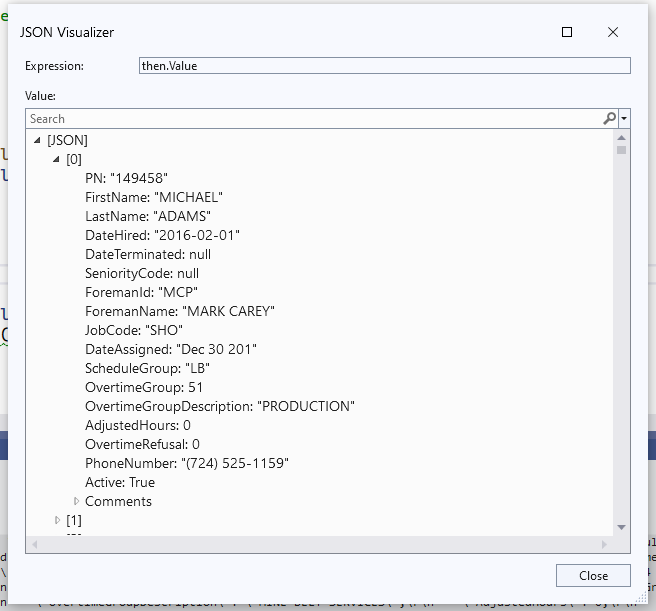 JSON Visualizer
Expression: then.Value
Value:
Search
[JSON]
[0]
PN: "149458"
FirstName: "MICHAEL"
LastName: "ADAMS"
DateHired: "2016-02-01"
DateTerminated: null
SeniorityCode: null
ForemanId: "MCP"
ForemanName: "MARK CAREY"
JobCode: "SHO"
DateAssigned: "Dec 30 201"
ScheduleGroup: "LB"
OvertimeGroup: 51
OvertimeGroupDescription: "PRODUCTION"
AdjustedHours: 0
OvertimeRefusal: 0
PhoneNumber: "(724) 525-1159"
Active: True
Comments
[1]
Close